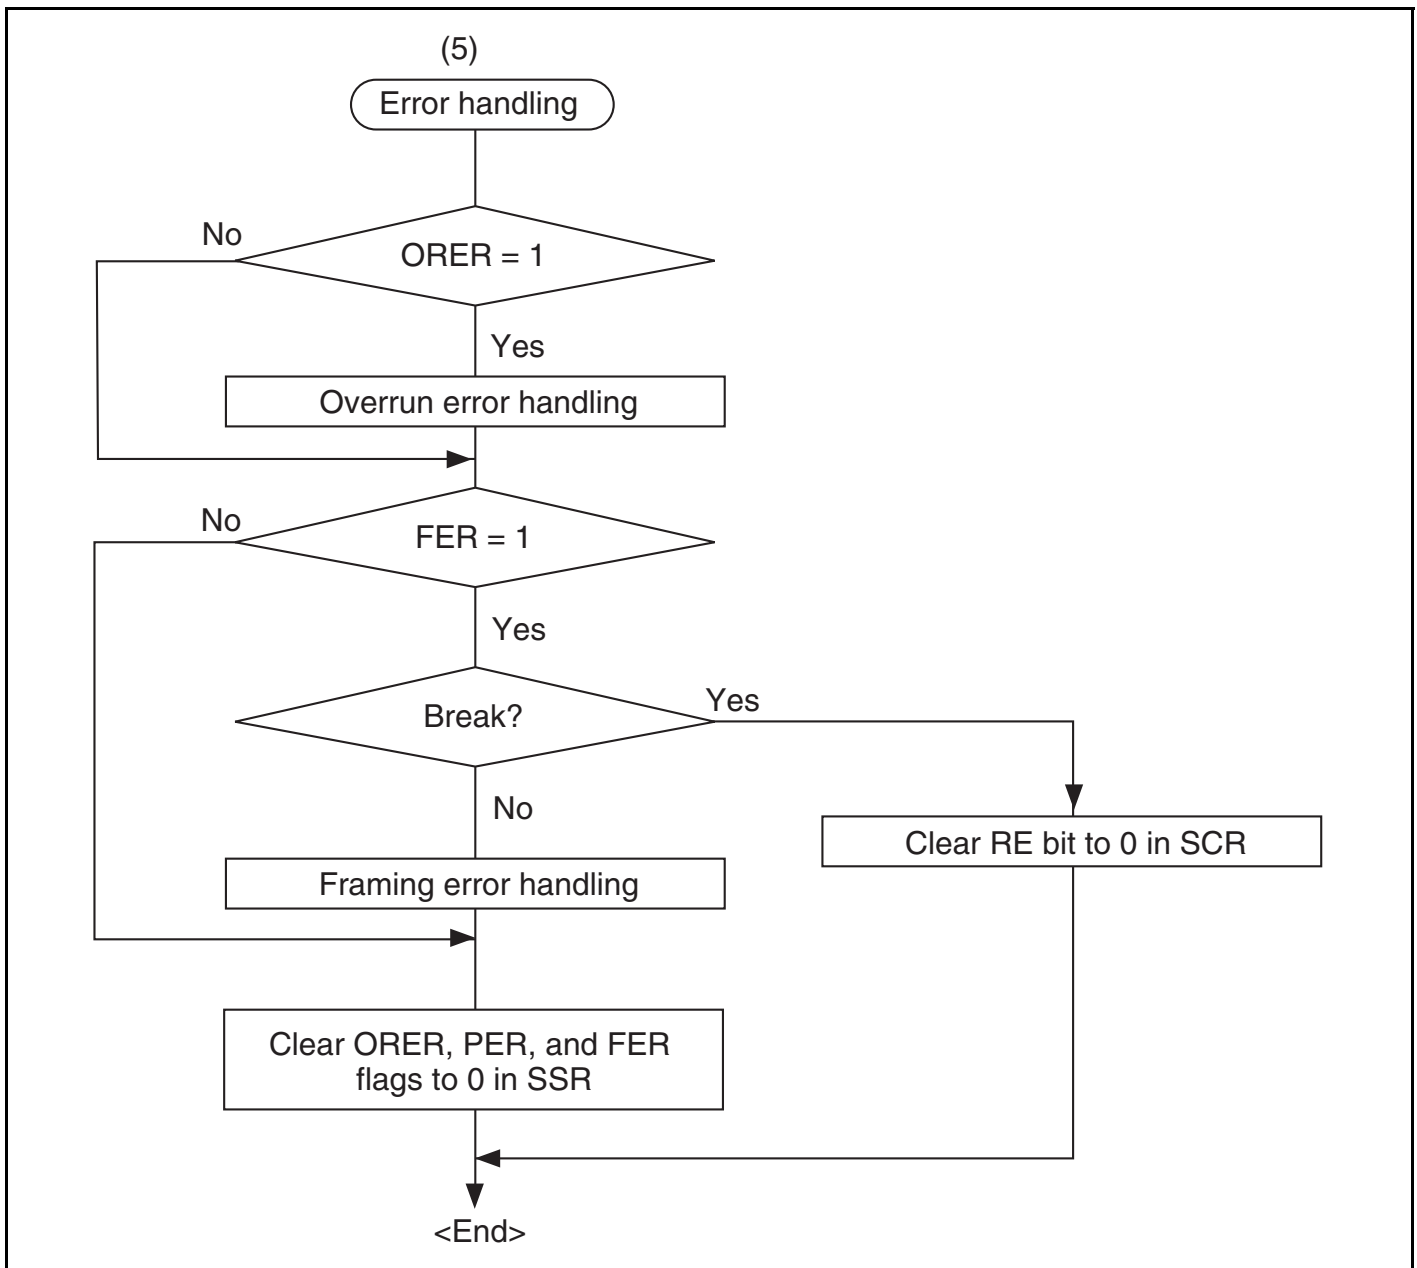 (5)
Error handling
No
ORER = 1
Yes
Overrun error handling
No
FER = 1
Yes
Break?
Yes
No
Clear RE bit to 0 in SCR
Framing error handling
Clear ORER, PER, and FER
flags to 0 in SSR
<End>